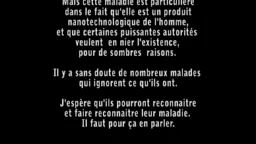 Mais cette maladie est particulière
dans le fait qu'elle est un produit
nanotechnologique de l'homme,
et que certaines puissantes autorités
veulent en nier l'existence,
pour de sombres raisons.
Il y a sans doute de nombreux malades
qui ignorent ce qu'ils ont.
J'espère qu'ils pourront reconnaitre
et faire reconnaitre leur maladie.
Il faut pour ça en parler.